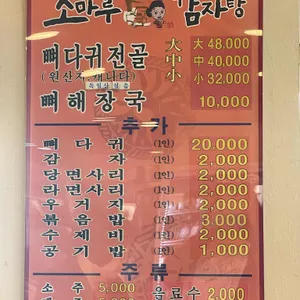 소마루 감자탕
뼈다귀전골 大 大 48,000
(원산지:캐나다) 中 中 40,000
小 小 32,000
뼈해장국 10,000
추가
뼈다귀 (1인) 20,000
감자 (1인) 2,000
당면사리 (1인) 2,000
라면사리 (1인) 2,000
우거지 (1인) 2,000
볶음밥 (1인) 3,000
수제비 (1인) 2,000
공기밥 (1인) 1,000
주류
소주 5,000 음료수 2,000